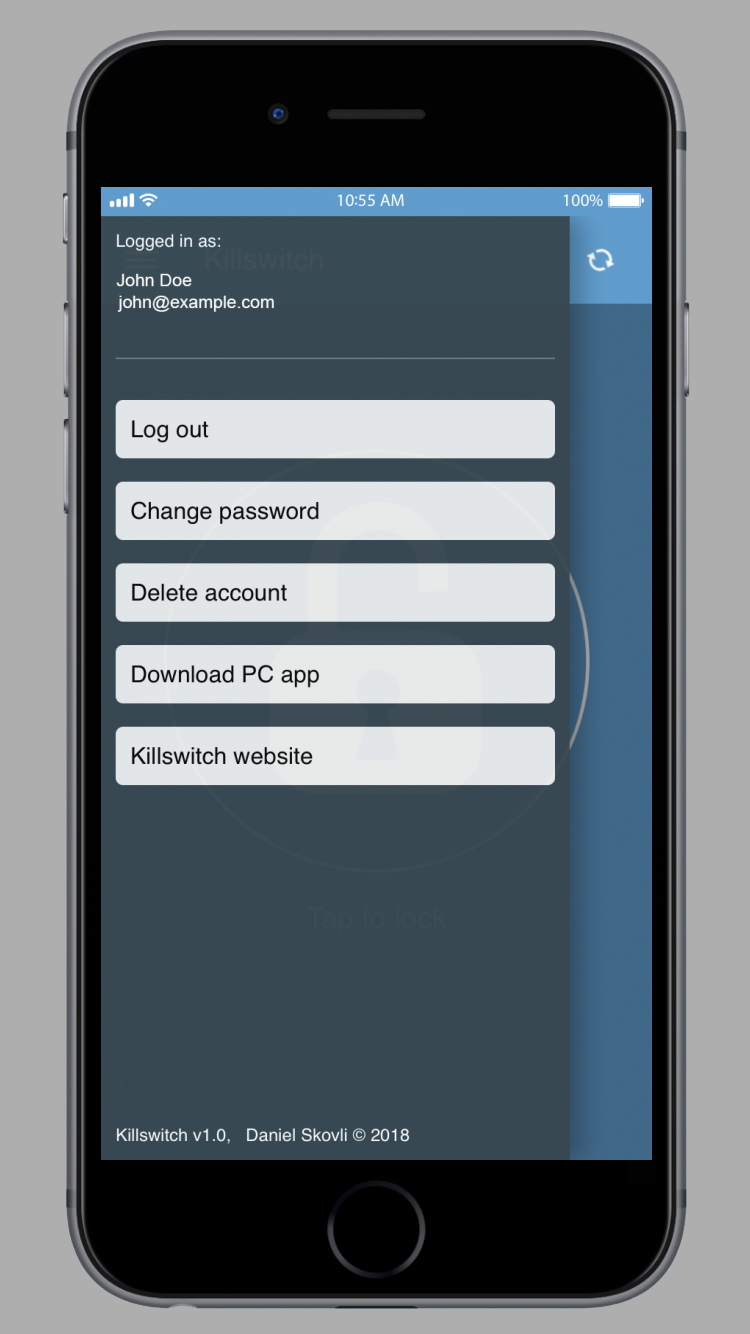 10:55 AM 100%
Logged in as:
Killswitch
John Doe
john@example.com
Log out
Change password
Delete account
Download PC app
Killswitch website
Tap to lock
Killswitch v1.0, Daniel Skovli © 2018